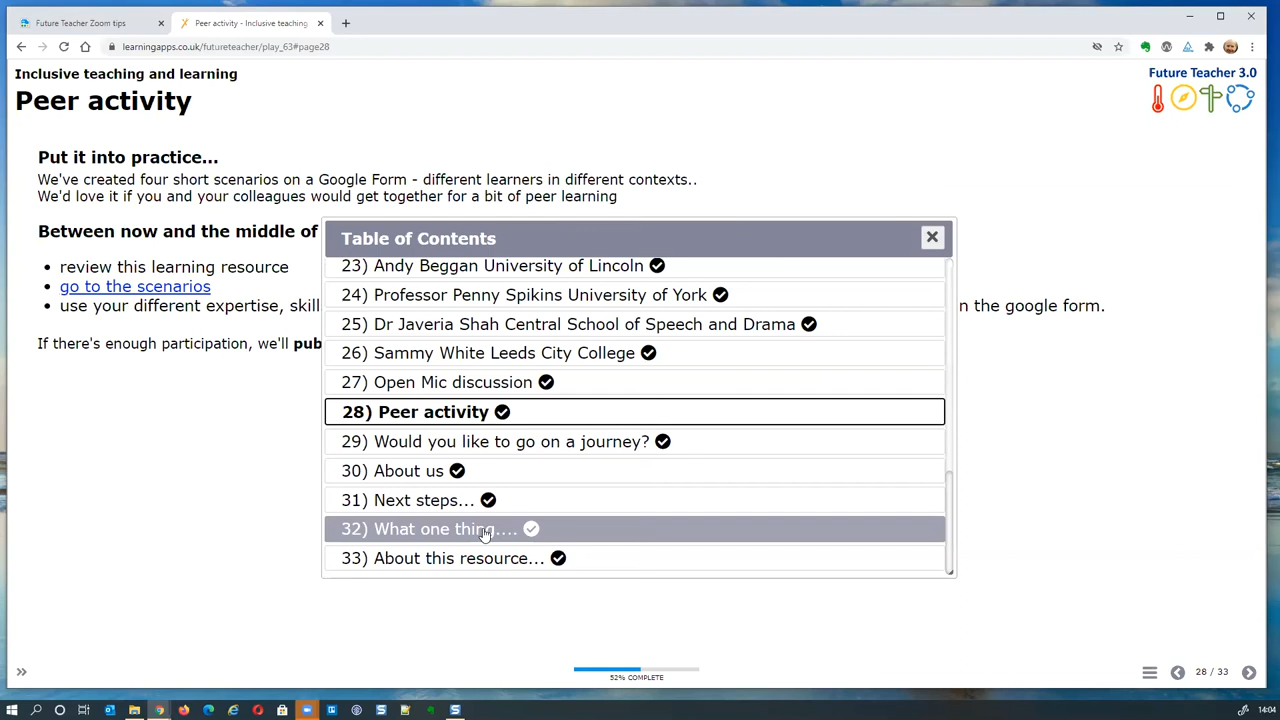 Future Teacher Zoom tips
Peer activity - Inclusive teaching
learningapps.co.uk/futureteacher/play_63#page28
Inclusive teaching and learning
Future Teacher 3.0
Peer activity
Put it into practice...
We've created four short scenarios on a Google Form - different learners in different contexts..
We'd love it if you and your colleagues would get together for a bit of peer learning
Between now and the middle of
review this learning resource
go to the scenarios
use your different expertise, skil
n the google form.
If there's enough participation, we'll pub
Table of Contents
23) Andy Beggan University of Lincoln
24) Professor Penny Spikins University of York
25) Dr Javeria Shah Central School of Speech and Drama
26) Sammy White Leeds City College
27) Open Mic discussion
28) Peer activity
29) Would you like to go on a journey?
30) About us
31) Next steps...
32) What one thing....
33) About this resource...
52% COMPLETE
28 / 33
14:04